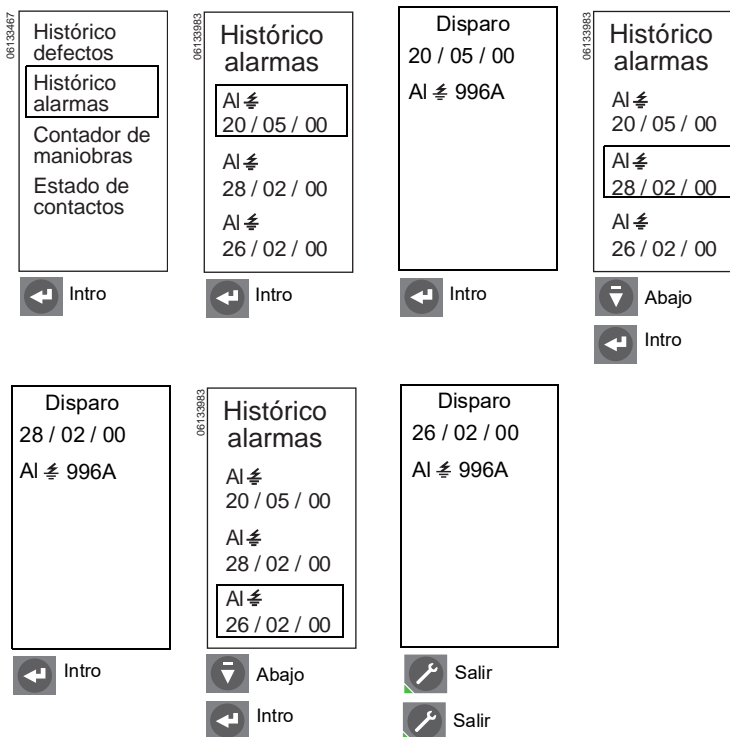 06133467
Histórico
defectos
Histórico
alarmas
Contador de
maniobras
Estado de
contactos
Intro
06133983
Histórico
alarmas
Al
20 / 05 / 00
Al
28 / 02 / 00
Al
26 / 02 / 00
Intro
Disparo
20 / 05 / 00
Al 996A
Intro
06133983
Histórico
alarmas
Al
20 / 05 / 00
Al
28 / 02 / 00
Al
26 / 02 / 00
Abajo
Intro
Disparo
28 / 02 / 00
Al 996A
Intro
06133983
Histórico
alarmas
Al
20 / 05 / 00
Al
28 / 02 / 00
Al
26 / 02 / 00
Abajo
Intro
Disparo
26 / 02 / 00
Al 996A
Salir
Salir